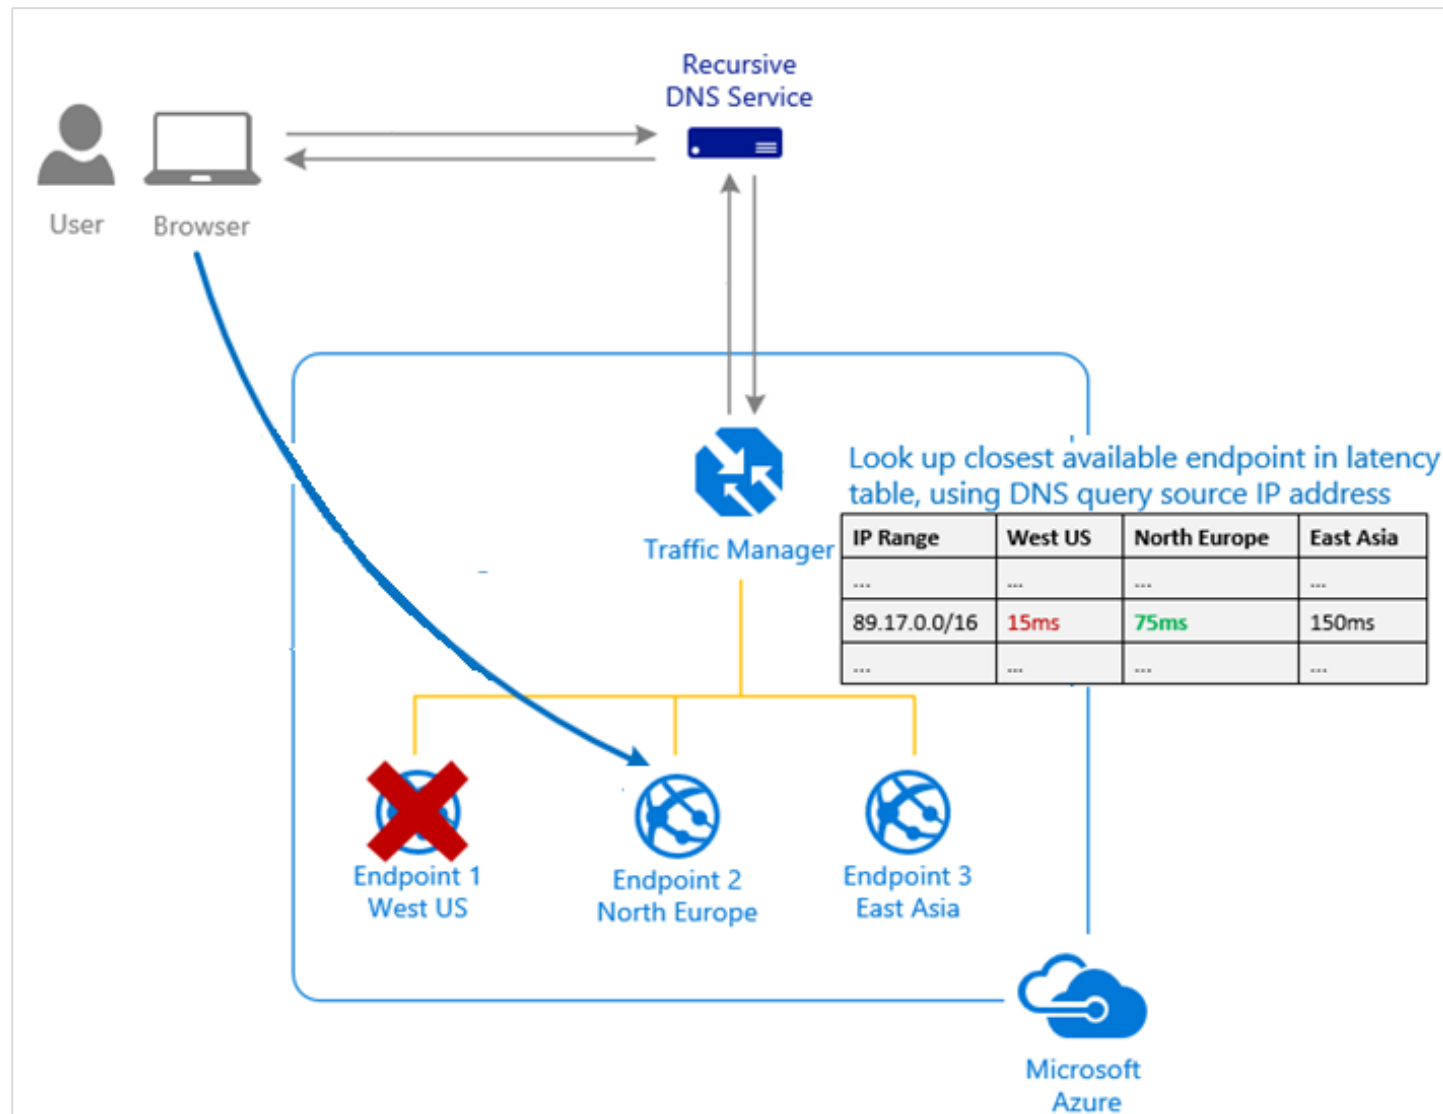 Recursive
DNS Service
User
Browser
Look up closest available endpoint in latency
table, using DNS query source IP address
Traffic Manager
IP Range West US North Europe East Asia
... ... ... ...
89.17.0.0/16 15ms 75ms 150ms
... ... ... ...
Endpoint 1
West US
Endpoint 2
North Europe
Endpoint 3
East Asia
Microsoft
Azure